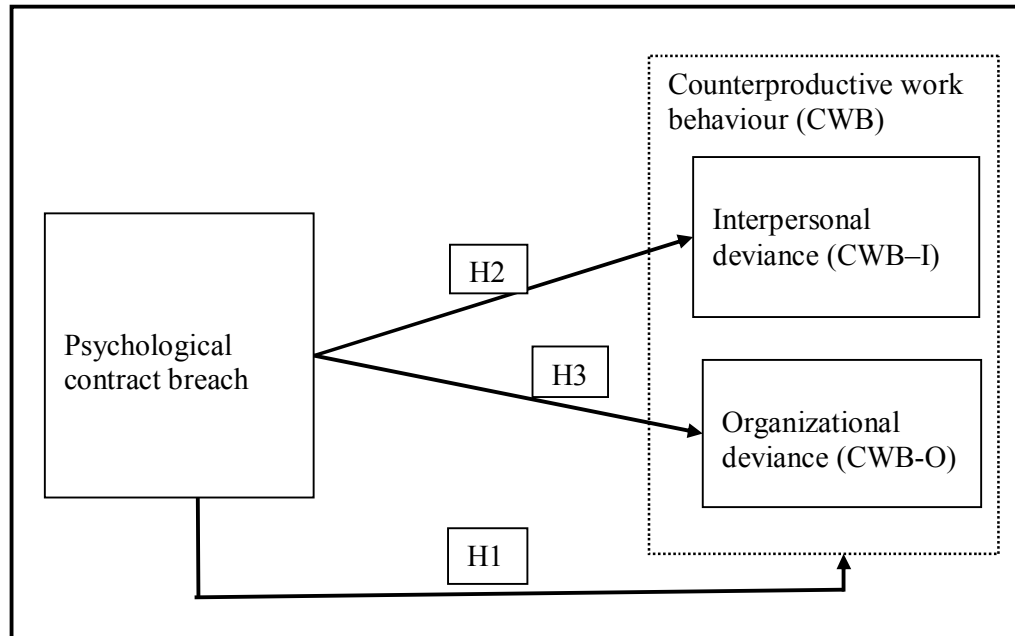 Counterproductive work
behaviour (CWB)
Interpersonal
deviance (CWB–I)
H2
Psychological
contract breach
H3
Organizational
deviance (CWB-O)
H1